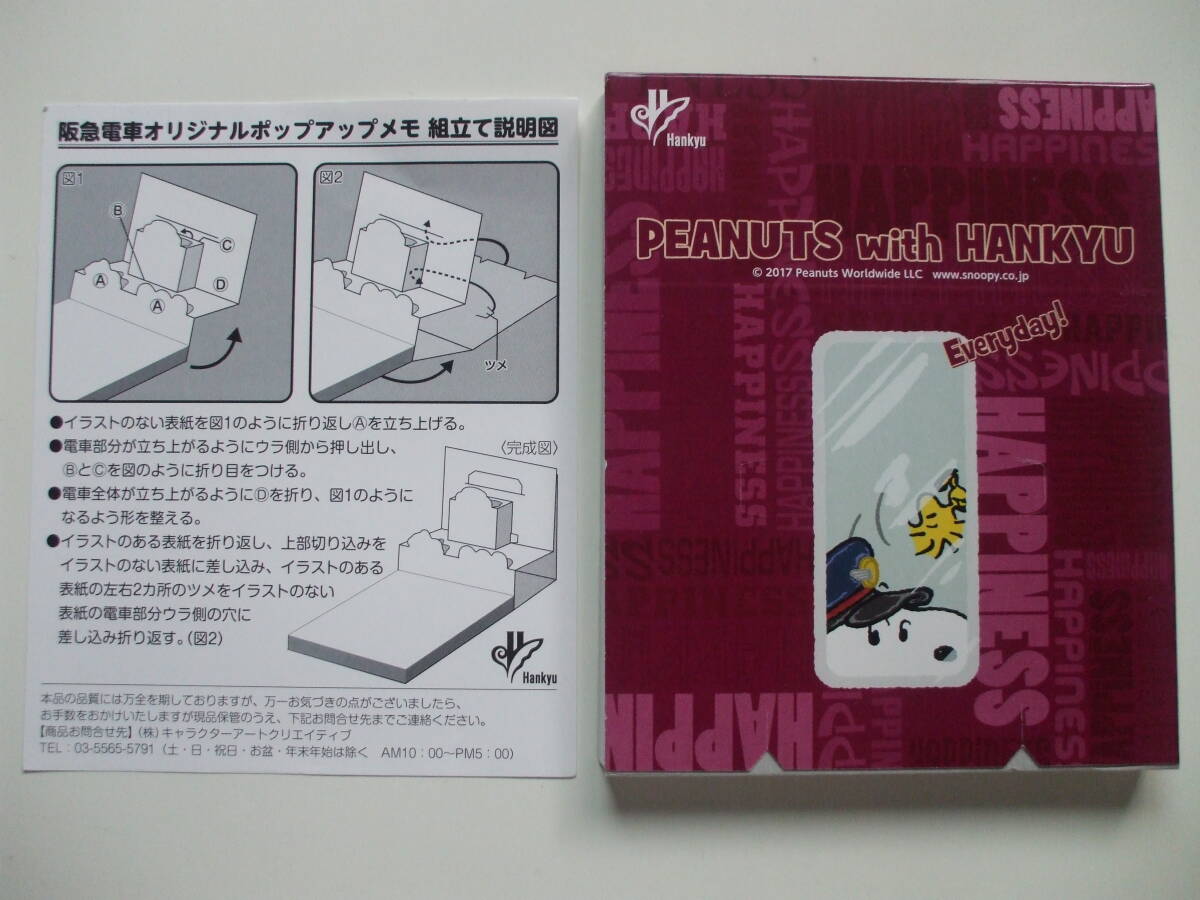 阪急電車オリジナルポップアップメモ 組立て説明図
図1
B
C
A
A
D
図2
ツメ
●イラストのない表紙を図1のように折り返しⒶを立ち上げる。
●電車部分が立ち上がるようにウラ側から押し出し、
ⒷとⒸを図のように折り目をつける。
●電車全体が立ち上がるようにⒹを折り、図1のように
なるよう形を整える。
●イラストのある表紙を折り返し、上部切り込みを
イラストのない表紙に差し込み、イラストのある
表紙の左右2カ所のツメをイラストのない
表紙の電車部分ウラ側の穴に
差し込み折り返す。(図2)
〈完成図〉
Hankyu
本品の品質には万全を期しておりますが、万一お気づきの点がございましたら、
お手数をおかけいたしますが現品保管のうえ、下記お問合せ先までご連絡ください。
【商品お問合せ先】(株)キャラクターアートクリエイティブ
TEL:03-5565-5791(土・日・祝日・お盆・年末年始は除く AM10:00〜PM5:00)
Hankyu
PEANUTS with HANKYU
© 2017 Peanuts Worldwide LLC www.snoopy.co.jp
Everyday!
HAPPINESS
HAPPINESS
HAPPINESS
HAPPINESS
HAPPINESS
HAPPINESS
HAPPINESS